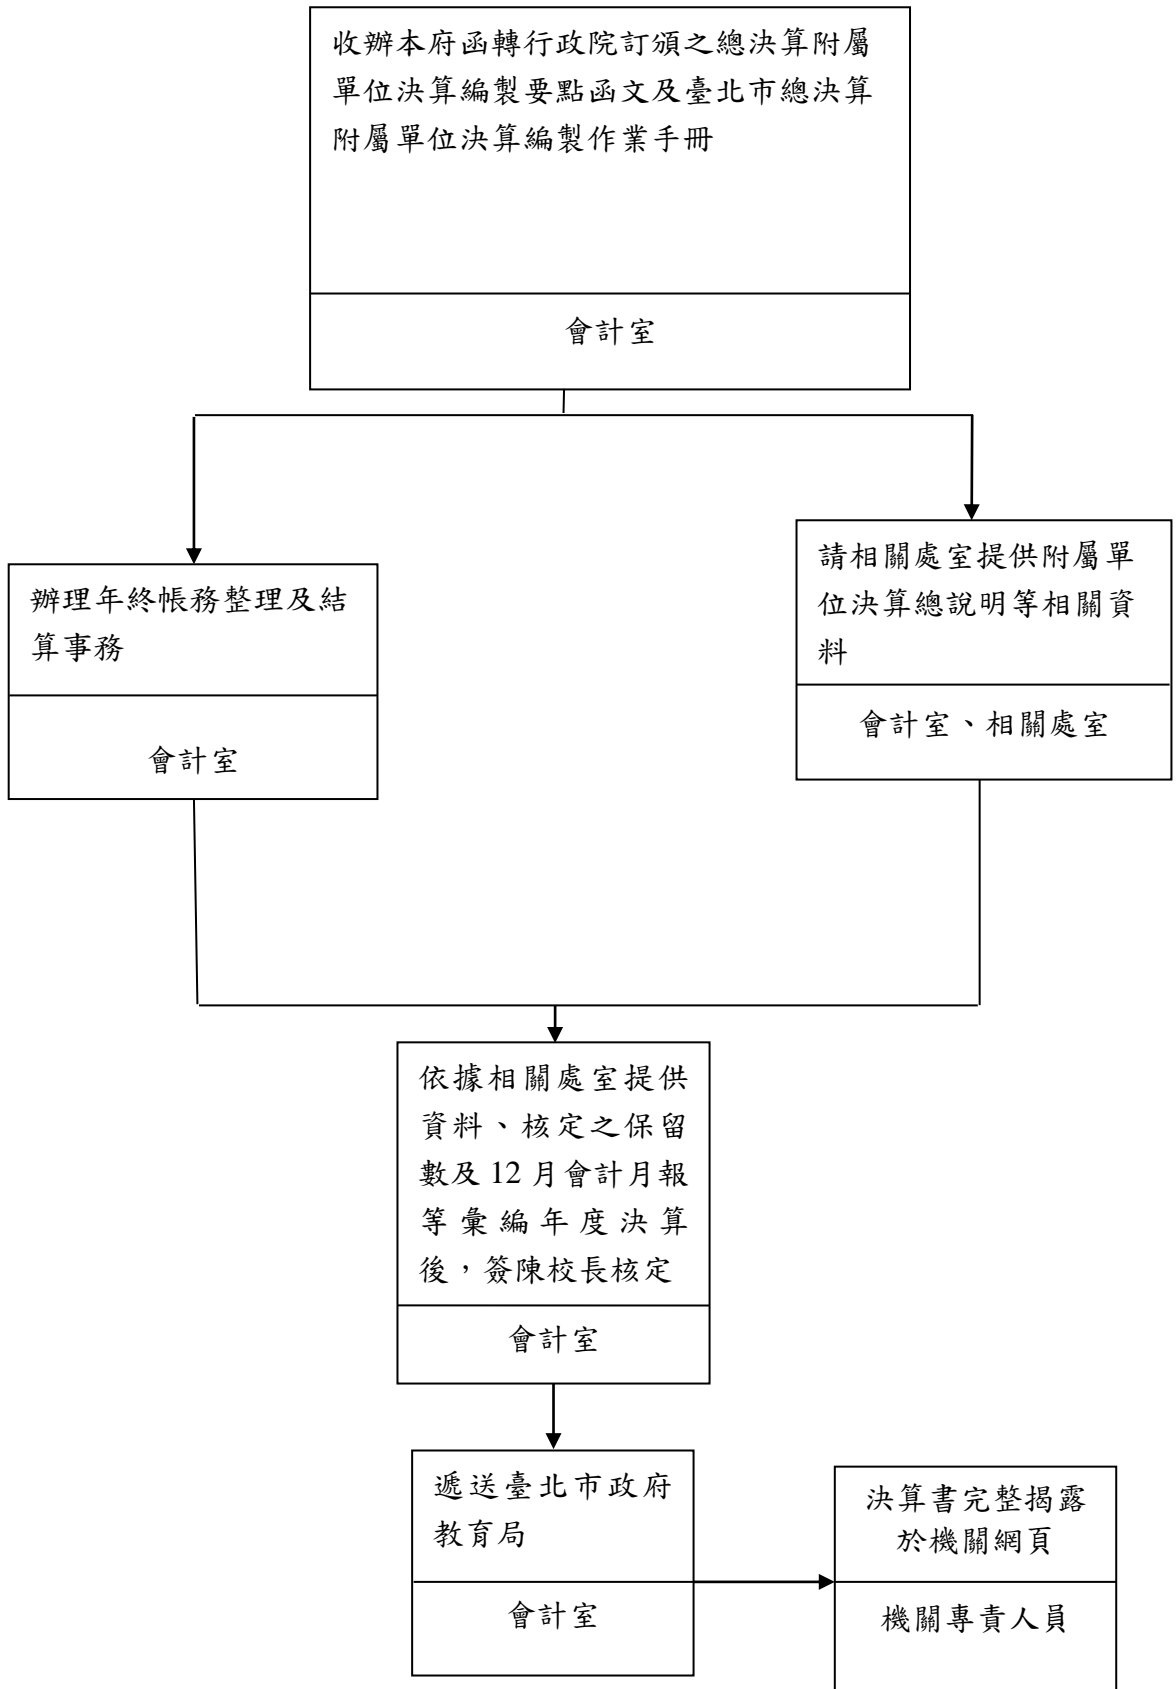 收辦本府函轉行政院訂頒之總決算附屬
單位決算編製要點函文及臺北市總決算
附屬單位決算編製作業手冊
會計室
辦理年終帳務整理及結
算事務
會計室
請相關處室提供附屬單
位決算總說明等相關資
料
會計室、相關處室
依據相關處室提供
資料、核定之保留
數及 12 月會計月報
等彙編年度決算
後，簽陳校長核定
會計室
遞送臺北市政府
教育局
會計室
決算書完整揭露
於機關網頁
機關專責人員